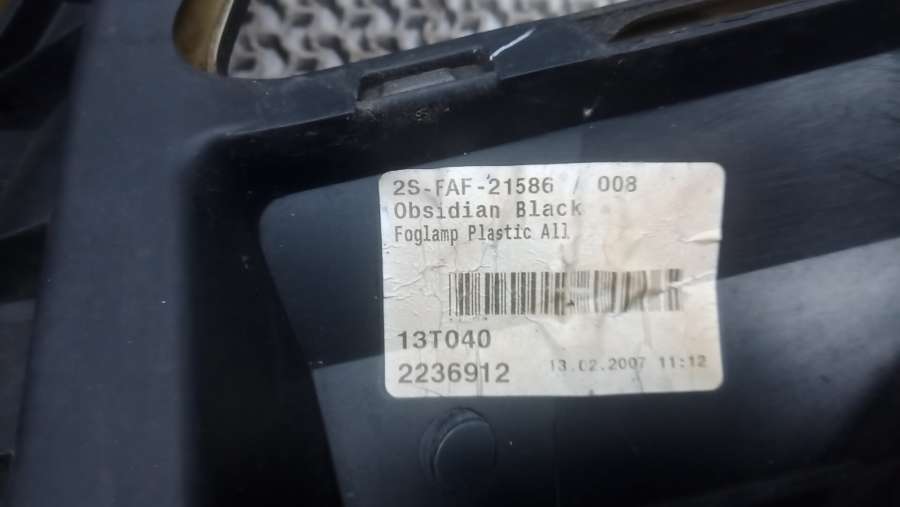 2S-FAF-21586 / 008
Obsidian Black
Foglamp Plastic All
13T040
2236912 13.02.2007 11:12